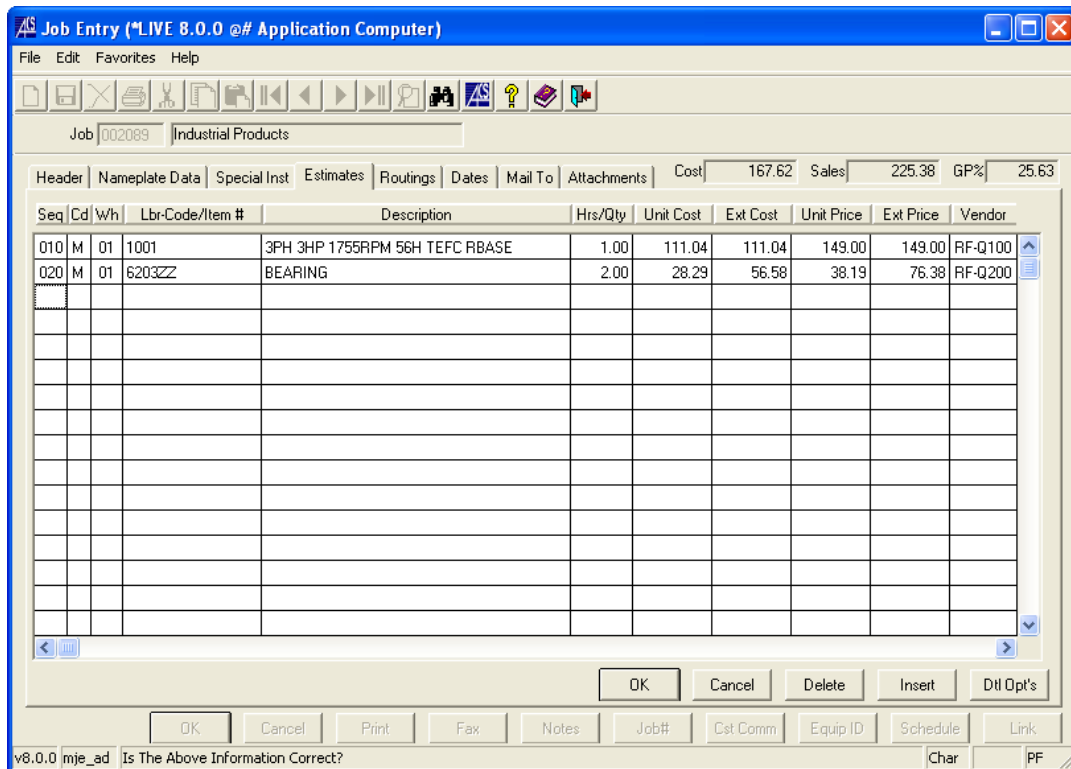 Job Entry (*LIVE 8.0.0 @# Application Computer)
File Edit Favorites Help
Job 002089 Industrial Products
Header Nameplate Data Special Inst Estimates Routings Dates Mail To Attachments Cost 167.62 Sales 225.38 GP% 25.63
Seq Cd Wh Lbr-Code/Item # Description Hrs/Qty Unit Cost Ext Cost Unit Price Ext Price Vendor
010 M 01 1001 3PH 3HP 1755RPM 56H TEFC RBASE 1.00 111.04 111.04 149.00 149.00 RF-Q100
020 M 01 6203ZZ BEARING 2.00 28.29 56.58 38.19 76.38 RF-Q200
OK Cancel Delete Insert Dtl Opt's
OK Cancel Print Fax Notes Job# Cst Comm Equip ID Schedule Link
v8.0.0 mje_ad Is The Above Information Correct? Char PF